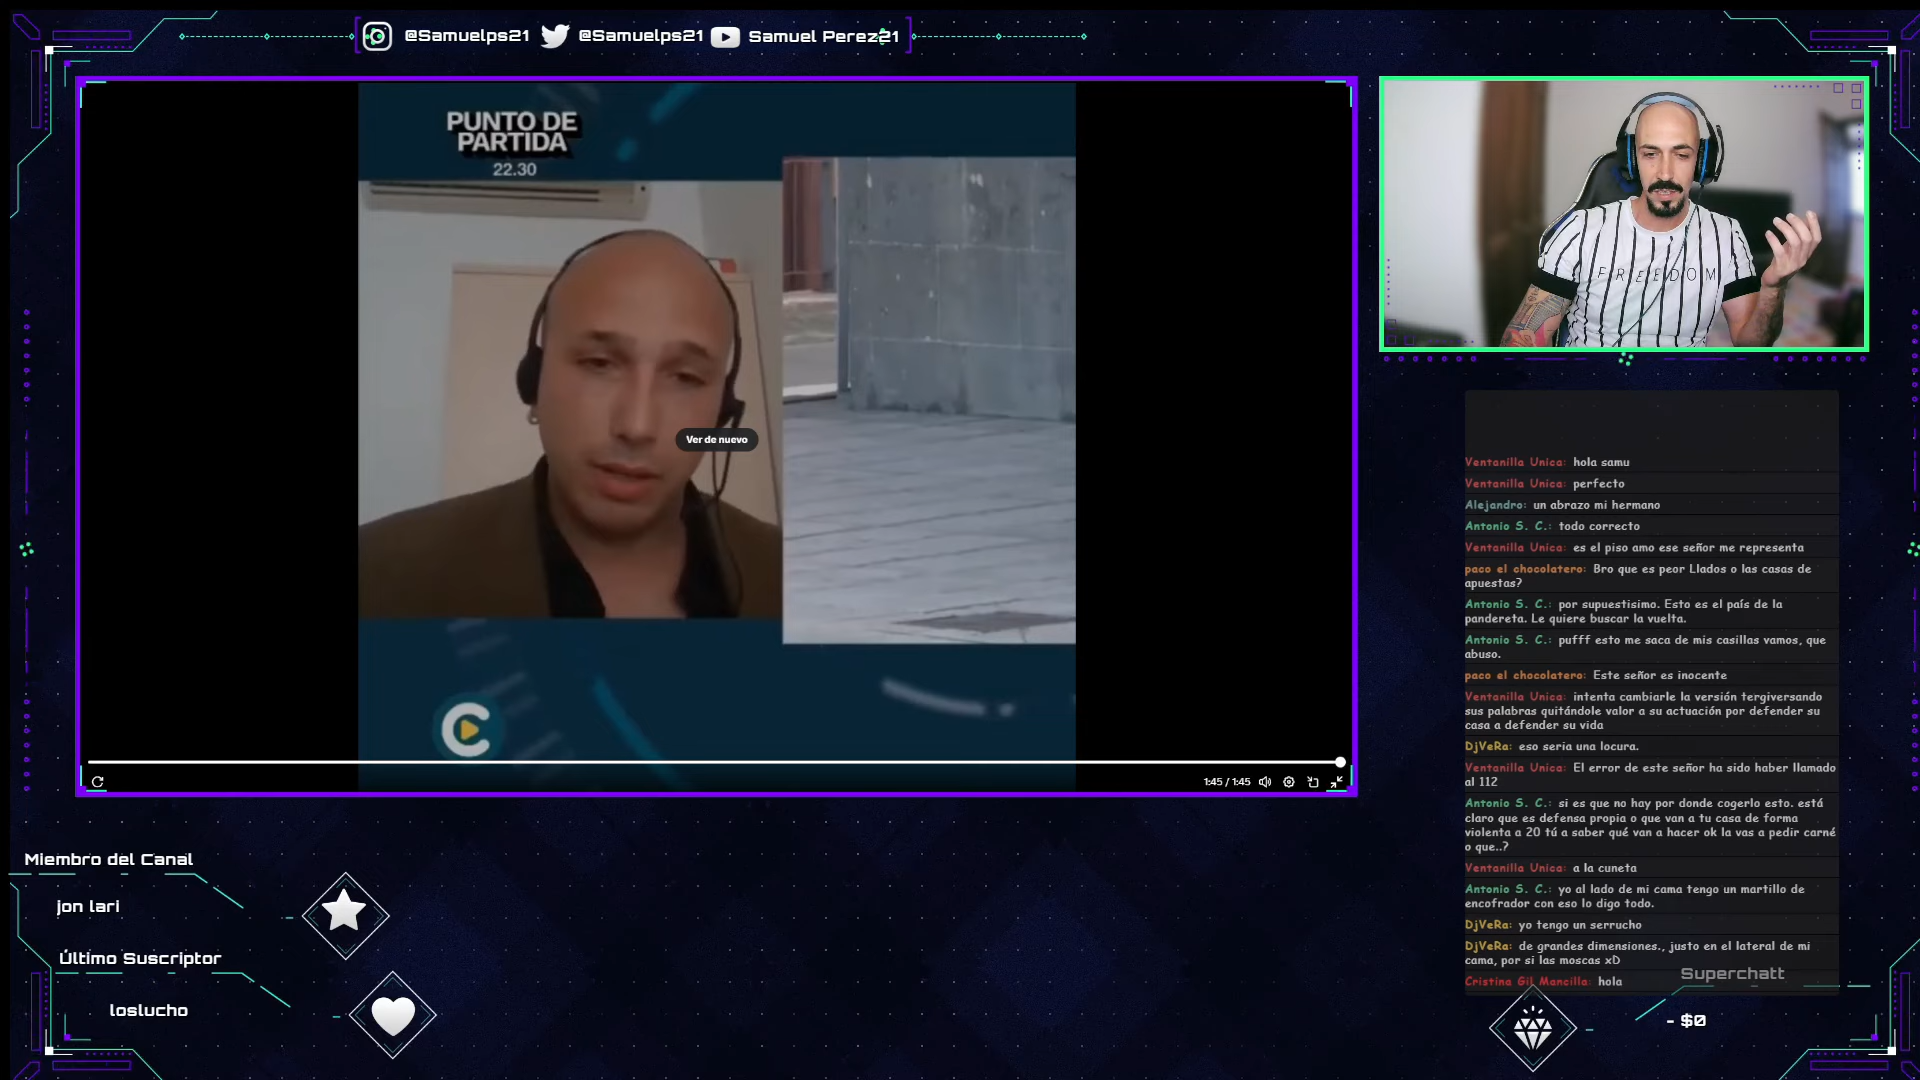 @Samuelps21
@Samuelps21
Samuel Perez21
PUNTO DE
PARTIDA
22.30
Ver de nuevo
1:45 / 1:45
FREEDOM
Ventanilla Unica: hola samu
Ventanilla Unica: perfecto
Alejandro: un abrazo mi hermano
Antonio S. C.: todo correcto
Ventanilla Unica: es el piso amo ese señor me representa
paco el chocolatero: Bro que es peor Llados o las casas de
apuestas?
Antonio S. C.: por supuestisimo. Esto es el país de la
pandereta. Le quiere buscar la vuelta.
Antonio S. C.: pufff esto me saca de mis casillas vamos, que
abuso.
paco el chocolatero: Este señor es inocente
Ventanilla Unica: intenta cambiarle la versión tergiversando
sus palabras quitándole valor a su actuación por defender su
casa a defender su vida
DjVeRa: eso seria una locura.
Ventanilla Unica: El error de este señor ha sido haber llamado
al 112
Antonio S. C.: si es que no hay por donde cogerlo esto. está
claro que es defensa propia o que van a tu casa de forma
violenta a 20 tú a saber qué van a hacer ok la vas a pedir carné
o que..?
Ventanilla Unica: a la cuneta
Antonio S. C.: yo al lado de mi cama tengo un martillo de
encofrador con eso lo digo todo.
DjVeRa: yo tengo un serrucho
DjVeRa: de grandes dimensiones., justo en el lateral de mi
cama, por si las moscas xD
Cristina Gil Mancilla: hola
Superchatt
- $0
Miembro del Canal
jon lari
Último Suscriptor
loslucho